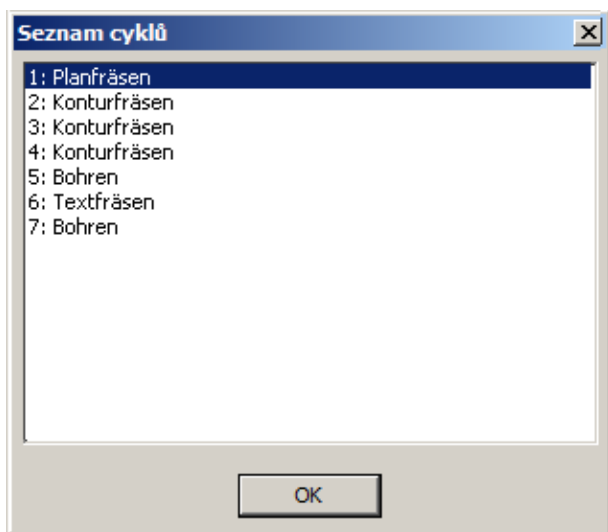 Seznam cyklů
1: Planfräsen
2: Konturfräsen
3: Konturfräsen
4: Konturfräsen
5: Bohren
6: Textfräsen
7: Bohren
OK